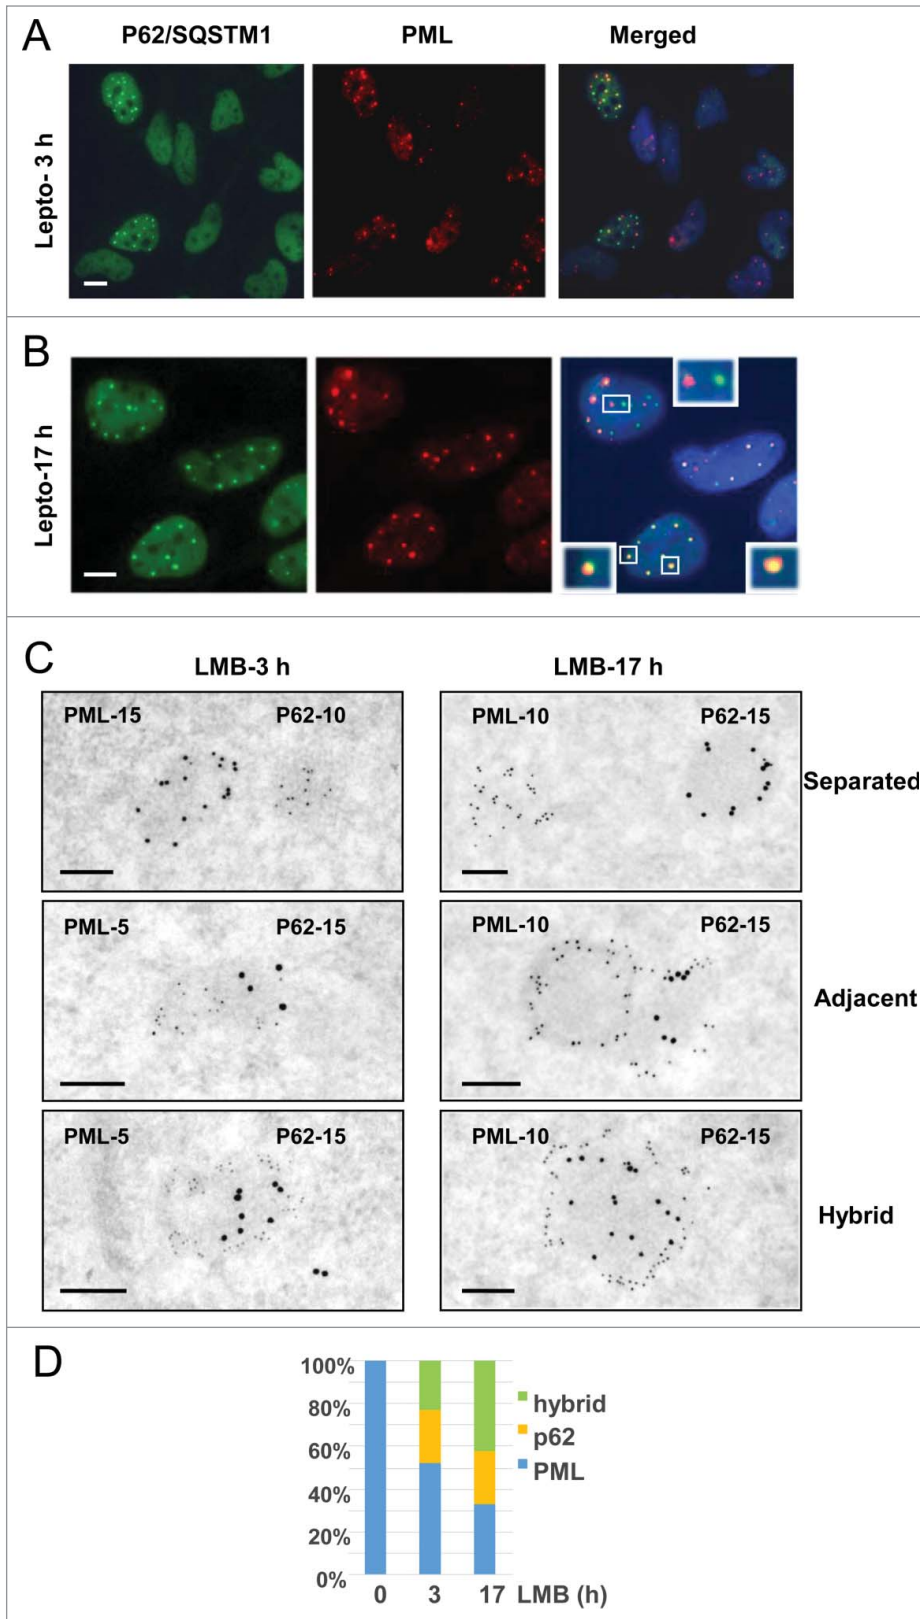 A
P62/SQSTM1 PML Merged
Lepto- 3 h
B
Lepto-17 h
C
LMB-3 h LMB-17 h
PML-15 P62-10 PML-10 P62-15 Separated
PML-5 P62-15 PML-10 P62-15 Adjacent
PML-5 P62-15 PML-10 P62-15 Hybrid
D
100%
80%
60%
40%
20%
0%
hybrid
p62
PML
0 3 17 LMB (h)